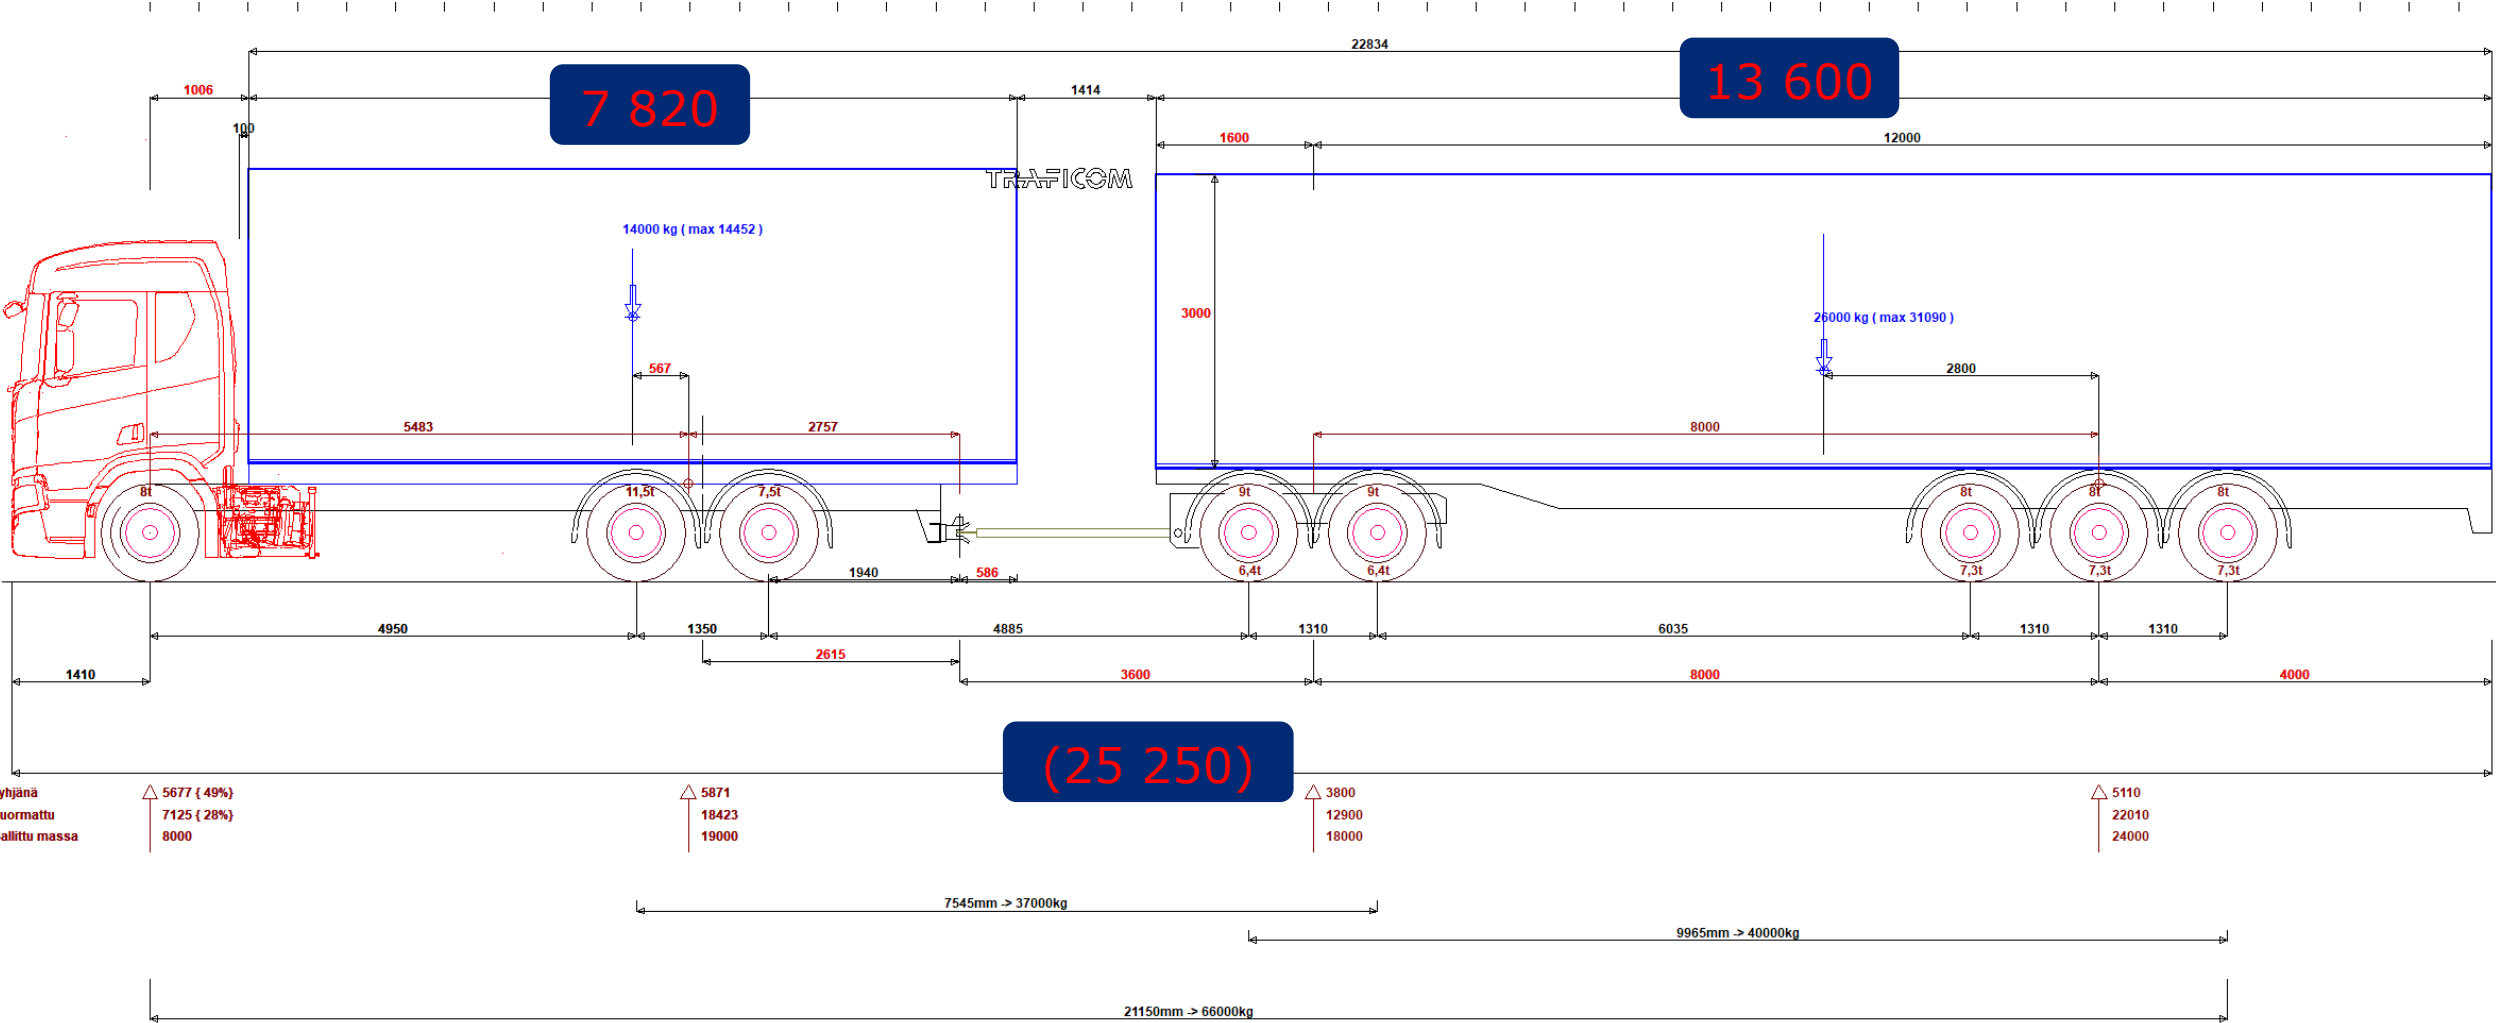 22834
7 820
13 600
1006
1414
100
1600
12000
TRAFICOM
14000 kg ( max 14452 )
3000
26000 kg ( max 31090 )
567
2800
5483
2757
8000
8t
11,5t
7,5t
9t
9t
8t
8t
8t
6,4t
6,4t
7,3t
7,3t
7,3t
1940
586
4950
1350
4885
1310
6035
1310
1310
2615
1410
3600
8000
4000
(25 250)
yhjänä
5677 { 49%}
5871
3800
5110
uormattu
7125 { 28%}
18423
12900
22010
allittu massa
8000
19000
18000
24000
7545mm -> 37000kg
9965mm -> 40000kg
21150mm -> 66000kg